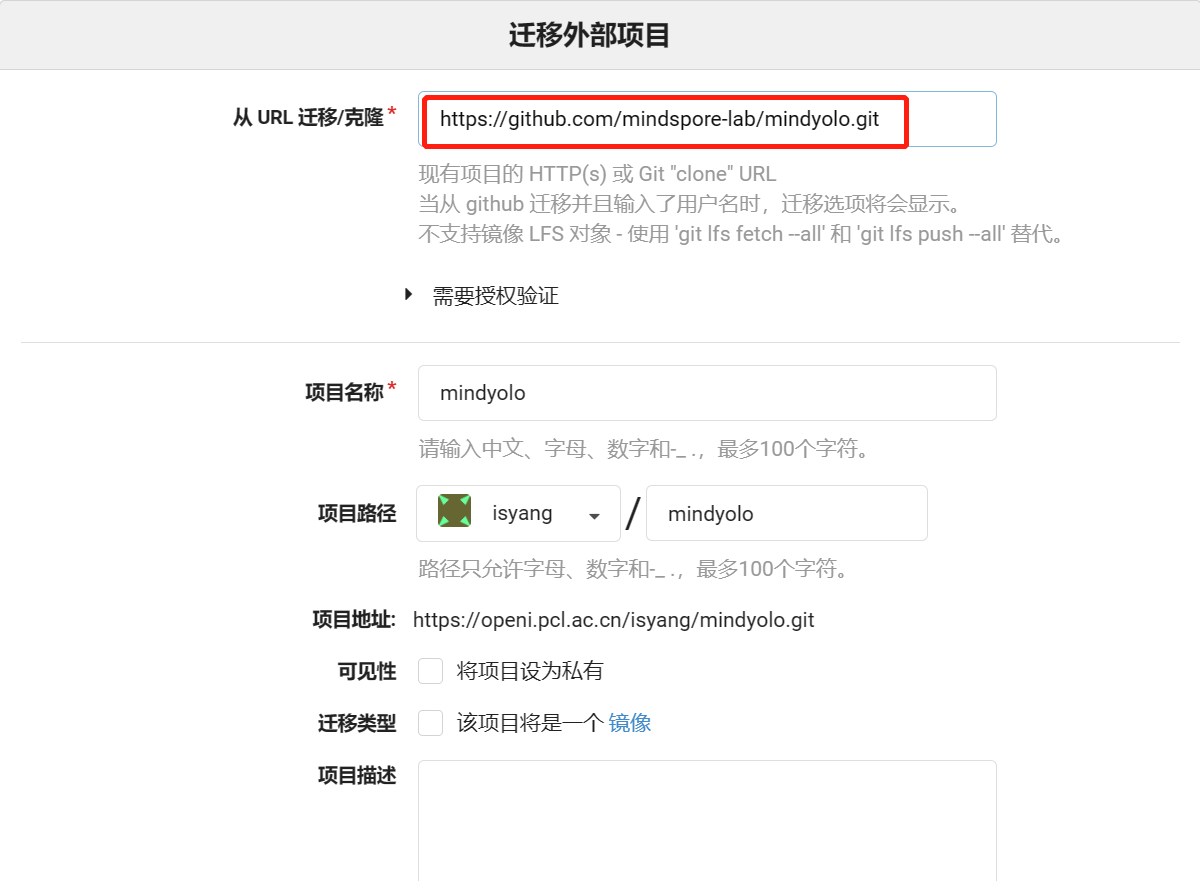 迁移外部项目
从 URL 迁移/克隆*
https://github.com/mindspore-lab/mindyolo.git
现有项目的 HTTP(s) 或 Git "clone" URL
当从 github 迁移并且输入了用户名时，迁移选项将会显示。
不支持镜像 LFS 对象 - 使用 'git lfs fetch --all' 和 'git lfs push --all' 替代。
需要授权验证
项目名称*
mindyolo
请输入中文、字母、数字和-_ .，最多100个字符。
项目路径
isyang / mindyolo
路径只允许字母、数字和-_ .，最多100个字符。
项目地址: https://openi.pcl.ac.cn/isyang/mindyolo.git
可见性 将项目设为私有
迁移类型 该项目将是一个 镜像
项目描述